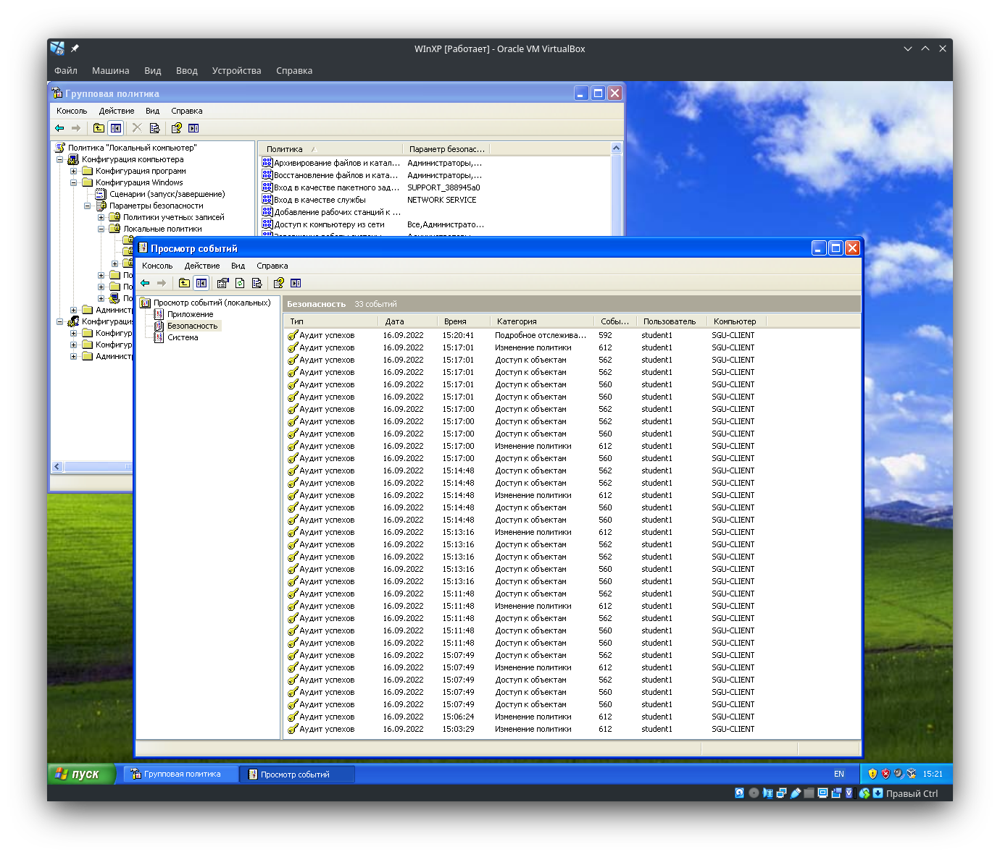 WInXP [Работает] - Oracle VM VirtualBox
Файл Машина Вид Ввод Устройства Справка
Групповая политика
Консоль Действие Вид Справка
Политика "Локальный компьютер"
Конфигурация компьютера
Конфигурация программ
Конфигурация Windows
Сценарии (запуск/завершение)
Параметры безопасности
Политики учетных записей
Локальные политики
По
По
По
Админист
Конфигурация
Конфигур
Конфигур
Админист
Политика Параметр безопас...
Архивирование файлов и катал... Администраторы,...
Восстановление файлов и ката... Администраторы,...
Вход в качестве пакетного зад... SUPPORT_388945a0
Вход в качестве службы NETWORK SERVICE
Добавление рабочих станций к ...
Доступ к компьютеру из сети Все,Администрато...
Просмотр событий
Консоль Действие Вид Справка
Просмотр событий (локальных)
Приложение
Безопасность
Система
Безопасность 33 событий
Тип Дата Время Категория Собы... Пользователь Компьютер
Аудит успехов 16.09.2022 15:20:41 Подробное отслежива... 592 student1 SGU-CLIENT
Аудит успехов 16.09.2022 15:17:01 Изменение политики 612 student1 SGU-CLIENT
Аудит успехов 16.09.2022 15:17:01 Доступ к объектам 562 student1 SGU-CLIENT
Аудит успехов 16.09.2022 15:17:01 Доступ к объектам 562 student1 SGU-CLIENT
Аудит успехов 16.09.2022 15:17:01 Доступ к объектам 560 student1 SGU-CLIENT
Аудит успехов 16.09.2022 15:17:01 Доступ к объектам 560 student1 SGU-CLIENT
Аудит успехов 16.09.2022 15:17:00 Доступ к объектам 562 student1 SGU-CLIENT
Аудит успехов 16.09.2022 15:17:00 Доступ к объектам 562 student1 SGU-CLIENT
Аудит успехов 16.09.2022 15:17:00 Доступ к объектам 560 student1 SGU-CLIENT
Аудит успехов 16.09.2022 15:17:00 Изменение политики 612 student1 SGU-CLIENT
Аудит успехов 16.09.2022 15:17:00 Доступ к объектам 560 student1 SGU-CLIENT
Аудит успехов 16.09.2022 15:14:48 Доступ к объектам 562 student1 SGU-CLIENT
Аудит успехов 16.09.2022 15:14:48 Доступ к объектам 562 student1 SGU-CLIENT
Аудит успехов 16.09.2022 15:14:48 Изменение политики 612 student1 SGU-CLIENT
Аудит успехов 16.09.2022 15:14:48 Доступ к объектам 560 student1 SGU-CLIENT
Аудит успехов 16.09.2022 15:14:48 Доступ к объектам 560 student1 SGU-CLIENT
Аудит успехов 16.09.2022 15:13:16 Изменение политики 612 student1 SGU-CLIENT
Аудит успехов 16.09.2022 15:13:16 Доступ к объектам 562 student1 SGU-CLIENT
Аудит успехов 16.09.2022 15:13:16 Доступ к объектам 562 student1 SGU-CLIENT
Аудит успехов 16.09.2022 15:13:16 Доступ к объектам 560 student1 SGU-CLIENT
Аудит успехов 16.09.2022 15:13:16 Доступ к объектам 560 student1 SGU-CLIENT
Аудит успехов 16.09.2022 15:11:48 Доступ к объектам 562 student1 SGU-CLIENT
Аудит успехов 16.09.2022 15:11:48 Изменение политики 612 student1 SGU-CLIENT
Аудит успехов 16.09.2022 15:11:48 Доступ к объектам 562 student1 SGU-CLIENT
Аудит успехов 16.09.2022 15:11:48 Доступ к объектам 560 student1 SGU-CLIENT
Аудит успехов 16.09.2022 15:11:48 Доступ к объектам 560 student1 SGU-CLIENT
Аудит успехов 16.09.2022 15:07:49 Доступ к объектам 562 student1 SGU-CLIENT
Аудит успехов 16.09.2022 15:07:49 Изменение политики 612 student1 SGU-CLIENT
Аудит успехов 16.09.2022 15:07:49 Доступ к объектам 562 student1 SGU-CLIENT
Аудит успехов 16.09.2022 15:07:49 Доступ к объектам 560 student1 SGU-CLIENT
Аудит успехов 16.09.2022 15:07:49 Доступ к объектам 560 student1 SGU-CLIENT
Аудит успехов 16.09.2022 15:06:24 Изменение политики 612 student1 SGU-CLIENT
Аудит успехов 16.09.2022 15:03:29 Изменение политики 612 student1 SGU-CLIENT
пуск Групповая политика Просмотр событий EN 15:21
Правый Ctrl